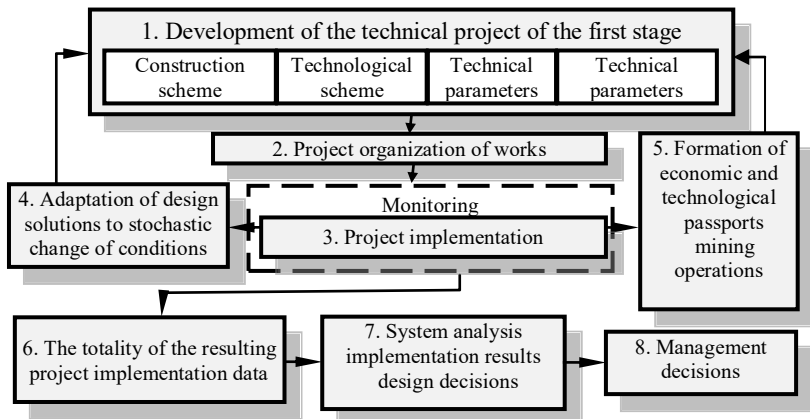 1. Development of the technical project of the first stage
Construction
scheme
Technological
scheme
Technical
parameters
Technical
parameters
2. Project organization of works
4. Adaptation of design
solutions to stochastic
change of conditions
Monitoring
3. Project implementation
5. Formation of
economic and
technological
passports
mining
operations
6. The totality of the resulting
project implementation data
7. System analysis
implementation results
design decisions
8. Management
decisions